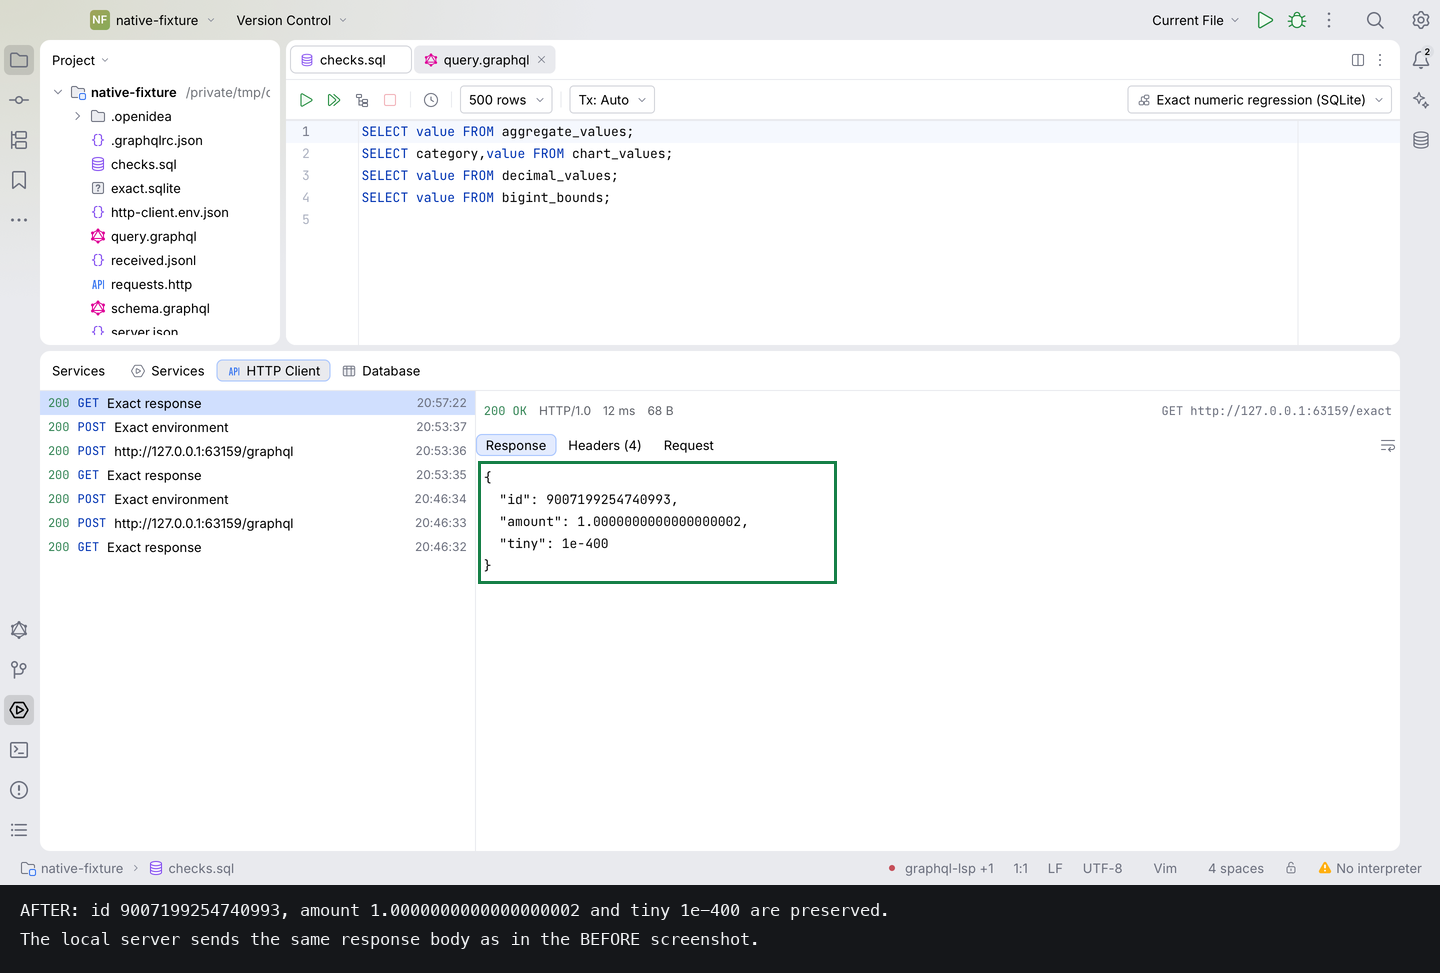 NF native-fixture Version Control Current File
Project
native-fixture /private/tmp/c
.openidea
.graphqlrc.json
checks.sql
exact.sqlite
http-client.env.json
query.graphql
received.jsonl
API requests.http
schema.graphql
server.json
checks.sql query.graphql
2
500 rows Tx: Auto Exact numeric regression (SQLite)
1 SELECT value FROM aggregate_values;
2 SELECT category,value FROM chart_values;
3 SELECT value FROM decimal_values;
4 SELECT value FROM bigint_bounds;
5
Services Services API HTTP Client Database
200 GET Exact response 20:57:22
200 POST Exact environment 20:53:37
200 POST http://127.0.0.1:63159/graphql 20:53:36
200 GET Exact response 20:53:35
200 POST Exact environment 20:46:34
200 POST http://127.0.0.1:63159/graphql 20:46:33
200 GET Exact response 20:46:32
200 OK HTTP/1.0 12 ms 68 B GET http://127.0.0.1:63159/exact
Response Headers (4) Request
{
"id": 9007199254740993,
"amount": 1.0000000000000000002,
"tiny": 1e-400
}
native-fixture checks.sql graphql-lsp +1 1:1 LF UTF-8 Vim 4 spaces No interpreter
AFTER: id 9007199254740993, amount 1.0000000000000000002 and tiny 1e−400 are preserved.
The local server sends the same response body as in the BEFORE screenshot.